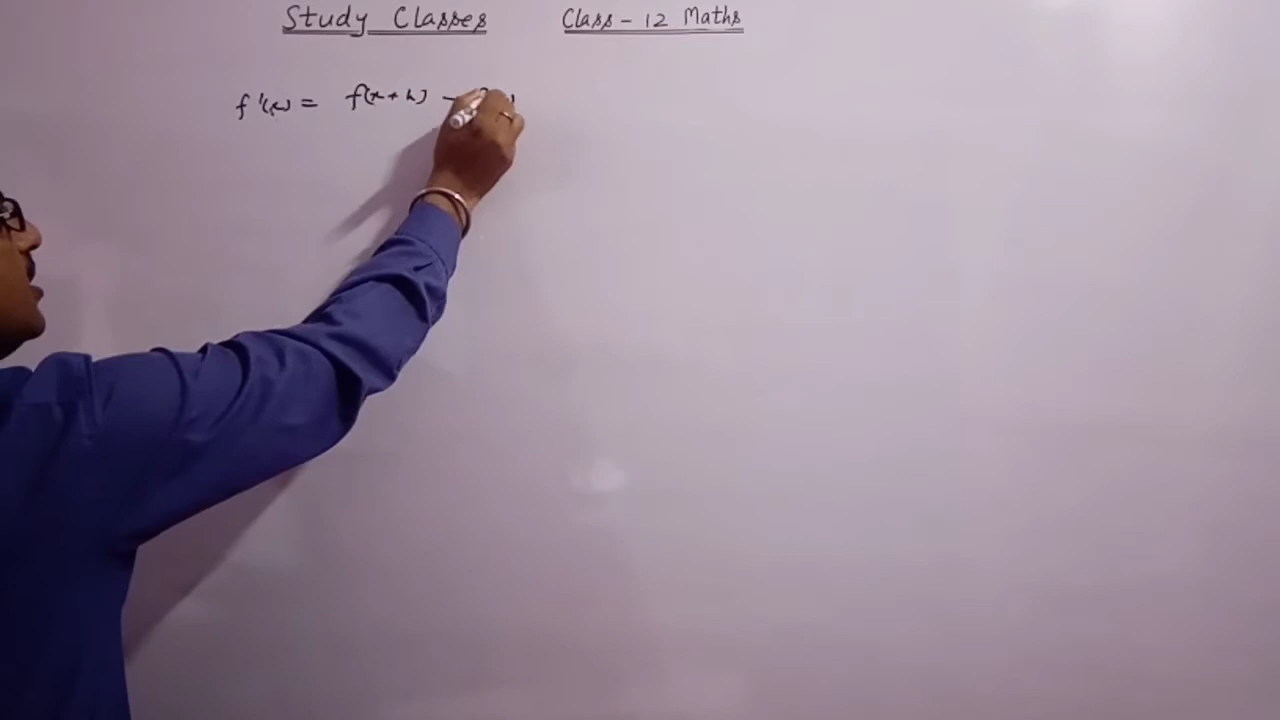 Study Classes Class - 12 Maths
f'(x) = f(x+h) -